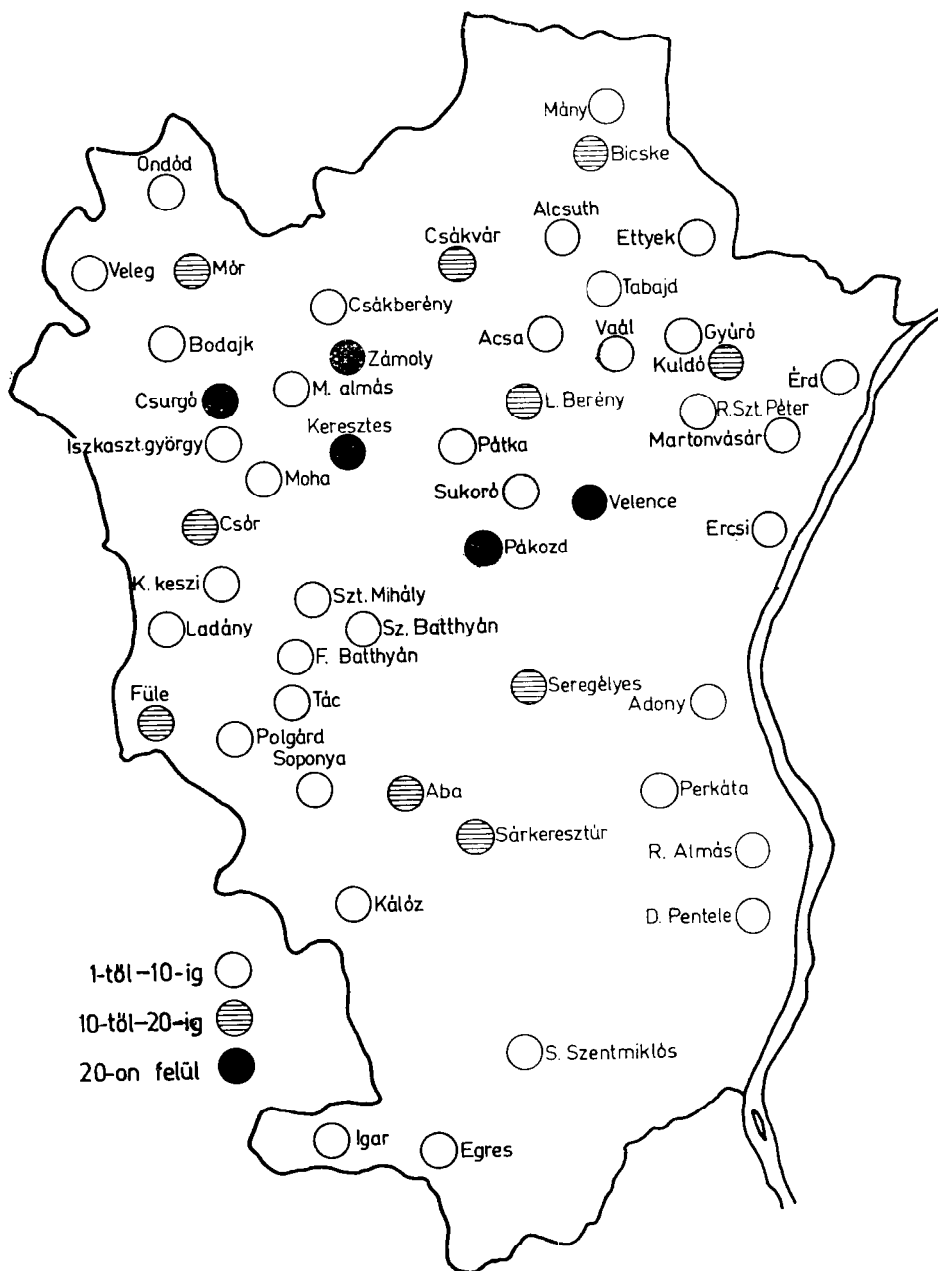 Mány
Bicske
Ondód
Alcsuth
Csákvár
Ettyek
Veleg
Mór
Tabajd
Csákberény
Acsa
Vaál
Gyúró
Bodajk
Zámoly
Kuldó
Érd
M. almás
Csurgó
L. Berény
R. Szt. Péter
Keresztes
Martonvásár
Iszkaszt.györgy
Pátka
Moha
Sukoró
Velence
Csór
Ercsi
Pákozd
K. keszi
Szt. Mihály
Ladány
Sz. Batthyán
F. Batthyán
Seregélyes
Füle
Tác
Adony
Polgárd
Soponya
Aba
Perkáta
Sárkeresztúr
R. Almás
Kálóz
D. Pentele
1-től-10-ig
10-től-20-ig
20-on felül
S. Szentmiklós
Igar
Egres